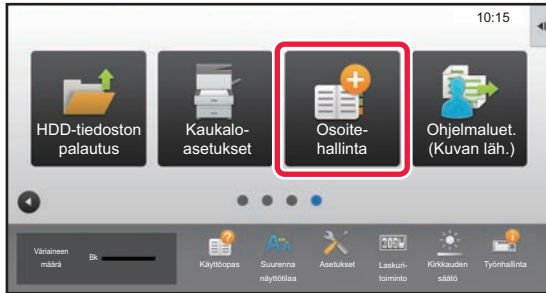 10:15
HDD-tiedoston
palautus
Kaukalo-
asetukset
Osoite-
hallinta
Ohjelmaluet.
(Kuvan läh.)
Väriaineen
määrä
Bk
Käyttöopas
Suurenna
näyttötilaa
Asetukset
Laskuri-
toiminto
Kirkkauden
säätö
Työnhallinta